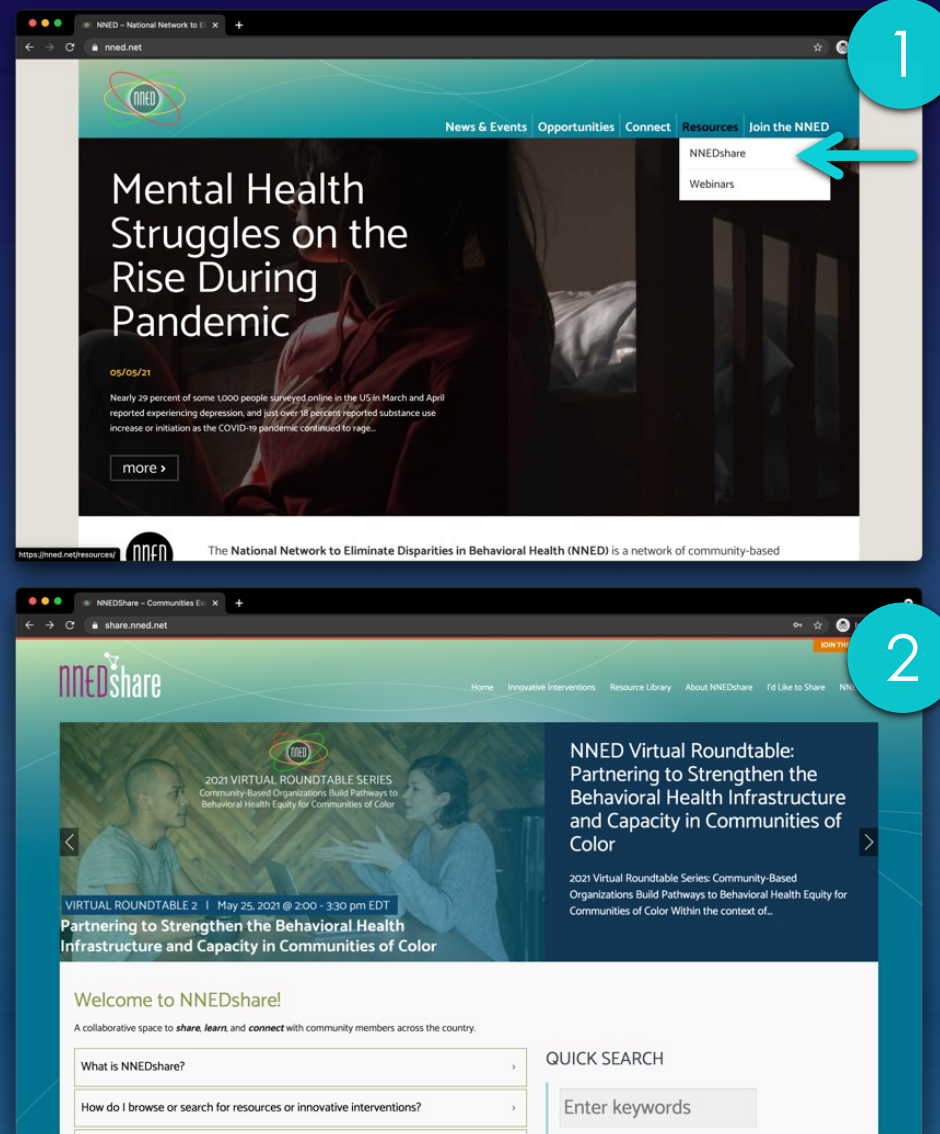 NNED – National Network to El
nned.net
1
NNED
News & Events Opportunities Connect Resources Join the NNED
NNEDshare
Webinars
Mental Health
Struggles on the
Rise During
Pandemic
05/05/21
Nearly 29 percent of some 1,000 people surveyed online in the US in March and April
reported experiencing depression, and just over 18 percent reported substance use
increase or initiation as the COVID-19 pandemic continued to rage...
more ›
https://nned.net/resources/
NNED
The National Network to Eliminate Disparities in Behavioral Health (NNED) is a network of community-based
NNEDShare – Communities Ex
share.nned.net
2
JOIN TH
NNEDshare
Home Innovative Interventions Resource Library About NNEDshare I'd Like to Share NNE
NNED
2021 VIRTUAL ROUNDTABLE SERIES
Community-Based Organizations Build Pathways to
Behavioral Health Equity for Communities of Color
VIRTUAL ROUNDTABLE 2 | May 25, 2021 @ 2:00 - 3:30 pm EDT
Partnering to Strengthen the Behavioral Health
Infrastructure and Capacity in Communities of Color
NNED Virtual Roundtable:
Partnering to Strengthen the
Behavioral Health Infrastructure
and Capacity in Communities of
Color
2021 Virtual Roundtable Series: Community-Based
Organizations Build Pathways to Behavioral Health Equity for
Communities of Color Within the context of...
Welcome to NNEDshare!
A collaborative space to share, learn, and connect with community members across the country.
What is NNEDshare?
How do I browse or search for resources or innovative interventions?
QUICK SEARCH
Enter keywords